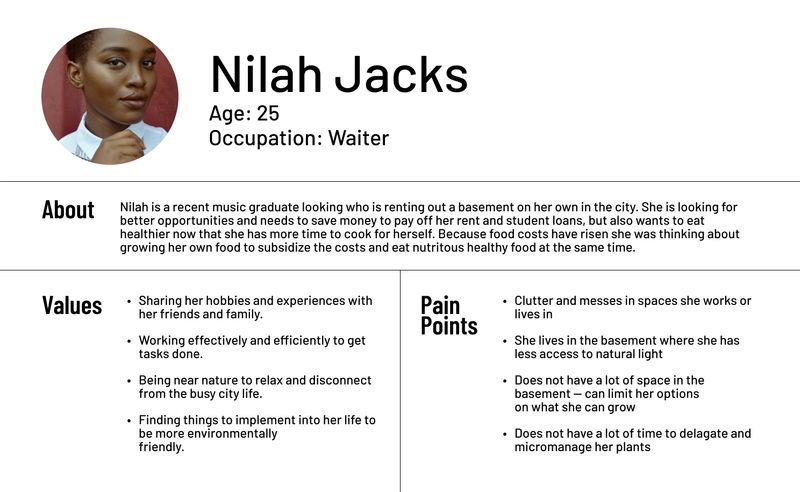 Nilah Jacks
Age: 25
Occupation: Waiter
About
Nilah is a recent music graduate looking who is renting out a basement on her own in the city. She is looking for
better opportunities and needs to save money to pay off her rent and student loans, but also wants to eat
healthier now that she has more time to cook for herself. Because food costs have risen she was thinking about
growing her own food to subsidize the costs and eat nutritous healthy food at the same time.
Values
• Sharing her hobbies and experiences with
her friends and family.
• Working effectively and efficiently to get
tasks done.
• Being near nature to relax and disconnect
from the busy city life.
• Finding things to implement into her life to
be more environmentally
friendly.
Pain
Points
• Clutter and messes in spaces she works or
lives in
• She lives in the basement where she has
less access to natural light
• Does not have a lot of space in the
basement — can limit her options
on what she can grow
• Does not have a lot of time to delagate and
micromanage her plants